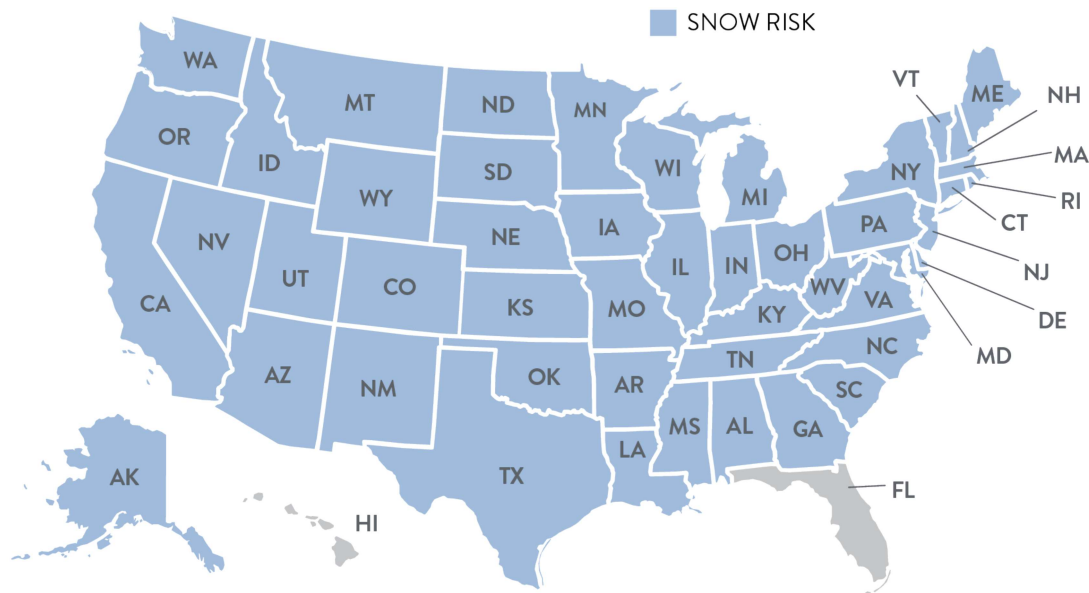 SNOW RISK
WA
MT
ND
MN
VT
ME
NH
OR
ID
SD
WI
NY
MA
WY
MI
RI
NV
NE
IA
PA
CT
UT
CO
IL
IN
OH
NJ
CA
KS
MO
WV
VA
KY
DE
AZ
NM
OK
AR
TN
NC
MD
SC
MS
AL
GA
LA
AK
TX
FL
HI